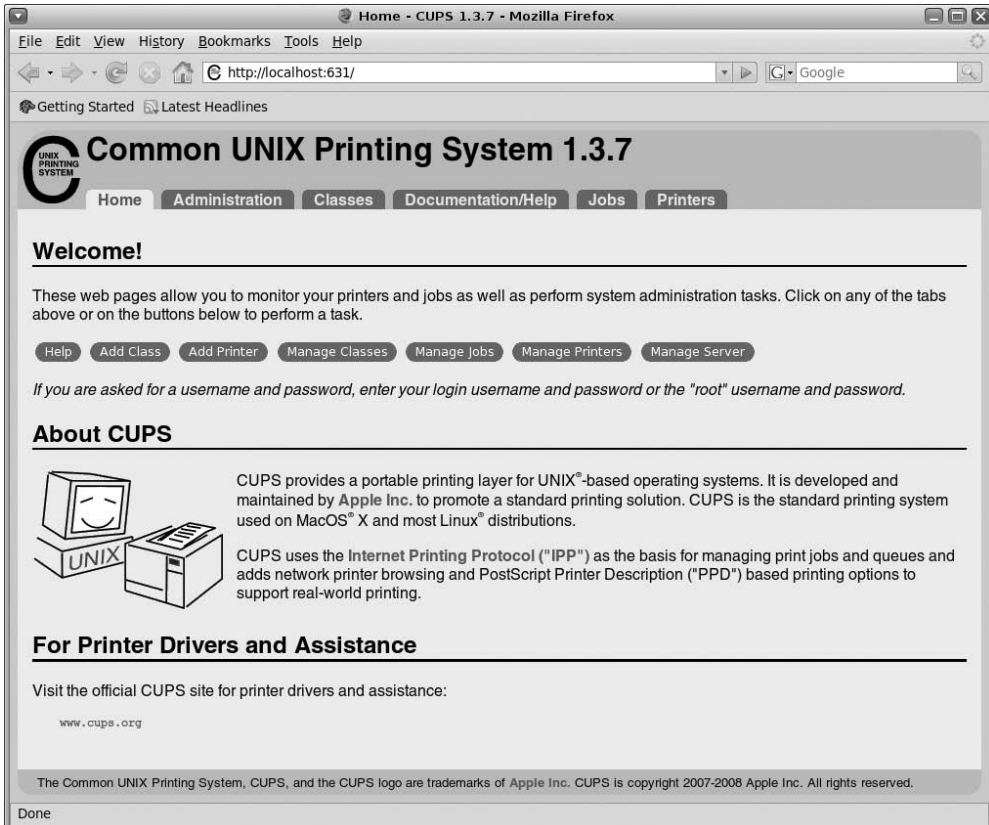 Home - CUPS 1.3.7 - Mozilla Firefox
File Edit View History Bookmarks Tools Help
http://localhost:631/
G Google
Getting Started Latest Headlines
UNIX
PRINTING
SYSTEM
Common UNIX Printing System 1.3.7
Home Administration Classes Documentation/Help Jobs Printers
Welcome!
These web pages allow you to monitor your printers and jobs as well as perform system administration tasks. Click on any of the tabs
above or on the buttons below to perform a task.
Help Add Class Add Printer Manage Classes Manage Jobs Manage Printers Manage Server
If you are asked for a username and password, enter your login username and password or the "root" username and password.
About CUPS
UNIX
CUPS provides a portable printing layer for UNIX®-based operating systems. It is developed and
maintained by Apple Inc. to promote a standard printing solution. CUPS is the standard printing system
used on MacOS® X and most Linux® distributions.
CUPS uses the Internet Printing Protocol ("IPP") as the basis for managing print jobs and queues and
adds network printer browsing and PostScript Printer Description ("PPD") based printing options to
support real-world printing.
For Printer Drivers and Assistance
Visit the official CUPS site for printer drivers and assistance:
www.cups.org
The Common UNIX Printing System, CUPS, and the CUPS logo are trademarks of Apple Inc. CUPS is copyright 2007-2008 Apple Inc. All rights reserved.
Done